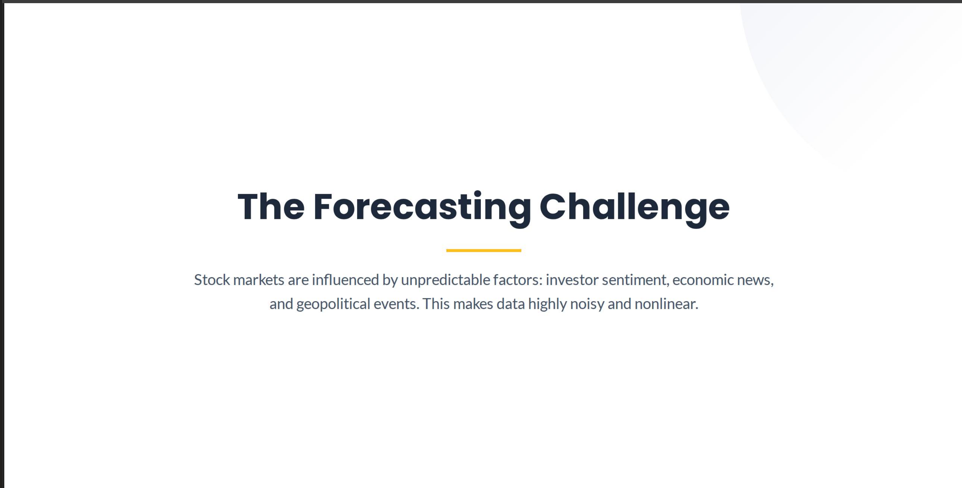 The Forecasting Challenge
Stock markets are influenced by unpredictable factors: investor sentiment, economic news,
and geopolitical events. This makes data highly noisy and nonlinear.